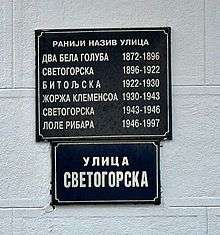 РАНИЈИ НАЗИВ УЛИЦА
ДВА БЕЛА ГОЛУБА 1872-1896
СВЕТОГОРСКА 1896-1922
БИТОЉСКА 1922-1930
ЖОРЖА КЛЕМЕНСОА 1930-1943
СВЕТОГОРСКА 1943-1946
ЛОЛЕ РИБАРА 1946-1997
УЛИЦА
СВЕТОГОРСКА